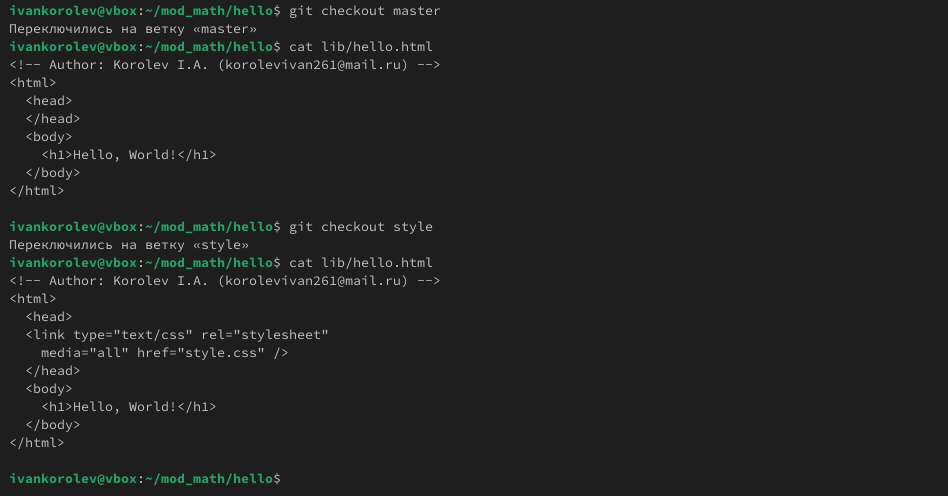 ivankorolev@vbox:~/mod_math/hello$ git checkout master
Переключились на ветку «master»
ivankorolev@vbox:~/mod_math/hello$ cat lib/hello.html
<!-- Author: Korolev I.A. (korolevivan261@mail.ru) -->
<html>
  <head>
  </head>
  <body>
    <h1>Hello, World!</h1>
  </body>
</html>

ivankorolev@vbox:~/mod_math/hello$ git checkout style
Переключились на ветку «style»
ivankorolev@vbox:~/mod_math/hello$ cat lib/hello.html
<!-- Author: Korolev I.A. (korolevivan261@mail.ru) -->
<html>
  <head>
  <link type="text/css" rel="stylesheet"
    media="all" href="style.css" />
  </head>
  <body>
    <h1>Hello, World!</h1>
  </body>
</html>

ivankorolev@vbox:~/mod_math/hello$